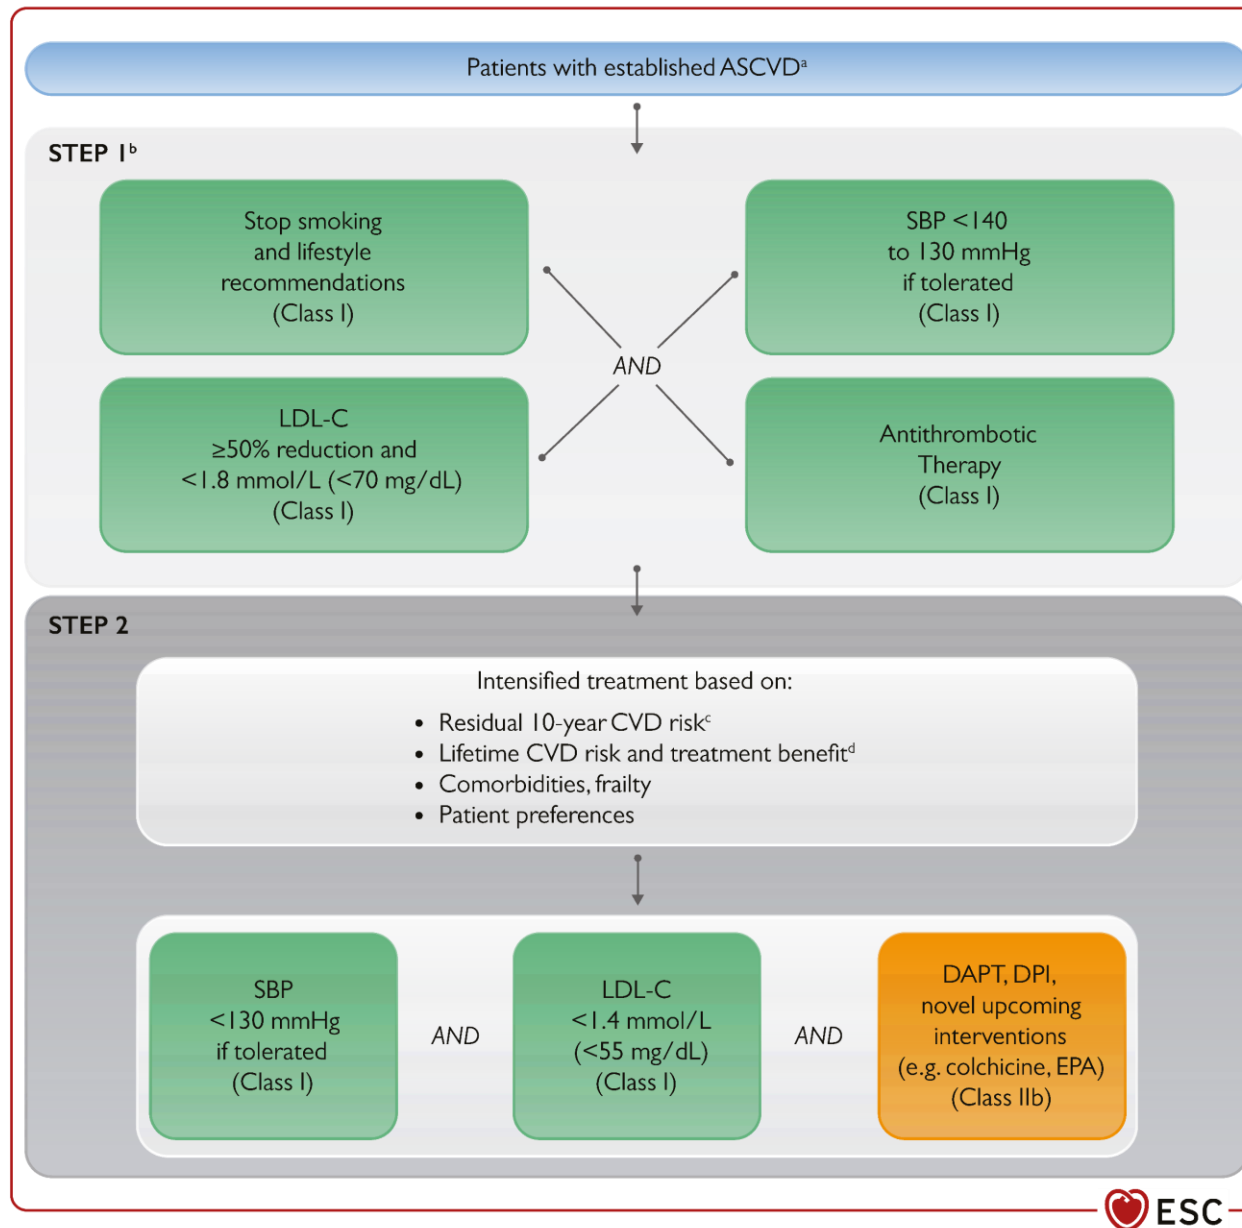 Patients with established ASCVDᵃ
STEP 1ᵇ
Stop smoking
and lifestyle
recommendations
(Class I)
SBP <140
to 130 mmHg
if tolerated
(Class I)
AND
LDL-C
≥50% reduction and
<1.8 mmol/L (<70 mg/dL)
(Class I)
Antithrombotic
Therapy
(Class I)
STEP 2
Intensified treatment based on:
• Residual 10-year CVD riskᶜ
• Lifetime CVD risk and treatment benefitᵈ
• Comorbidities, frailty
• Patient preferences
SBP
<130 mmHg
if tolerated
(Class I)
AND
LDL-C
<1.4 mmol/L
(<55 mg/dL)
(Class I)
AND
DAPT, DPI,
novel upcoming
interventions
(e.g. colchicine, EPA)
(Class IIb)
ESC